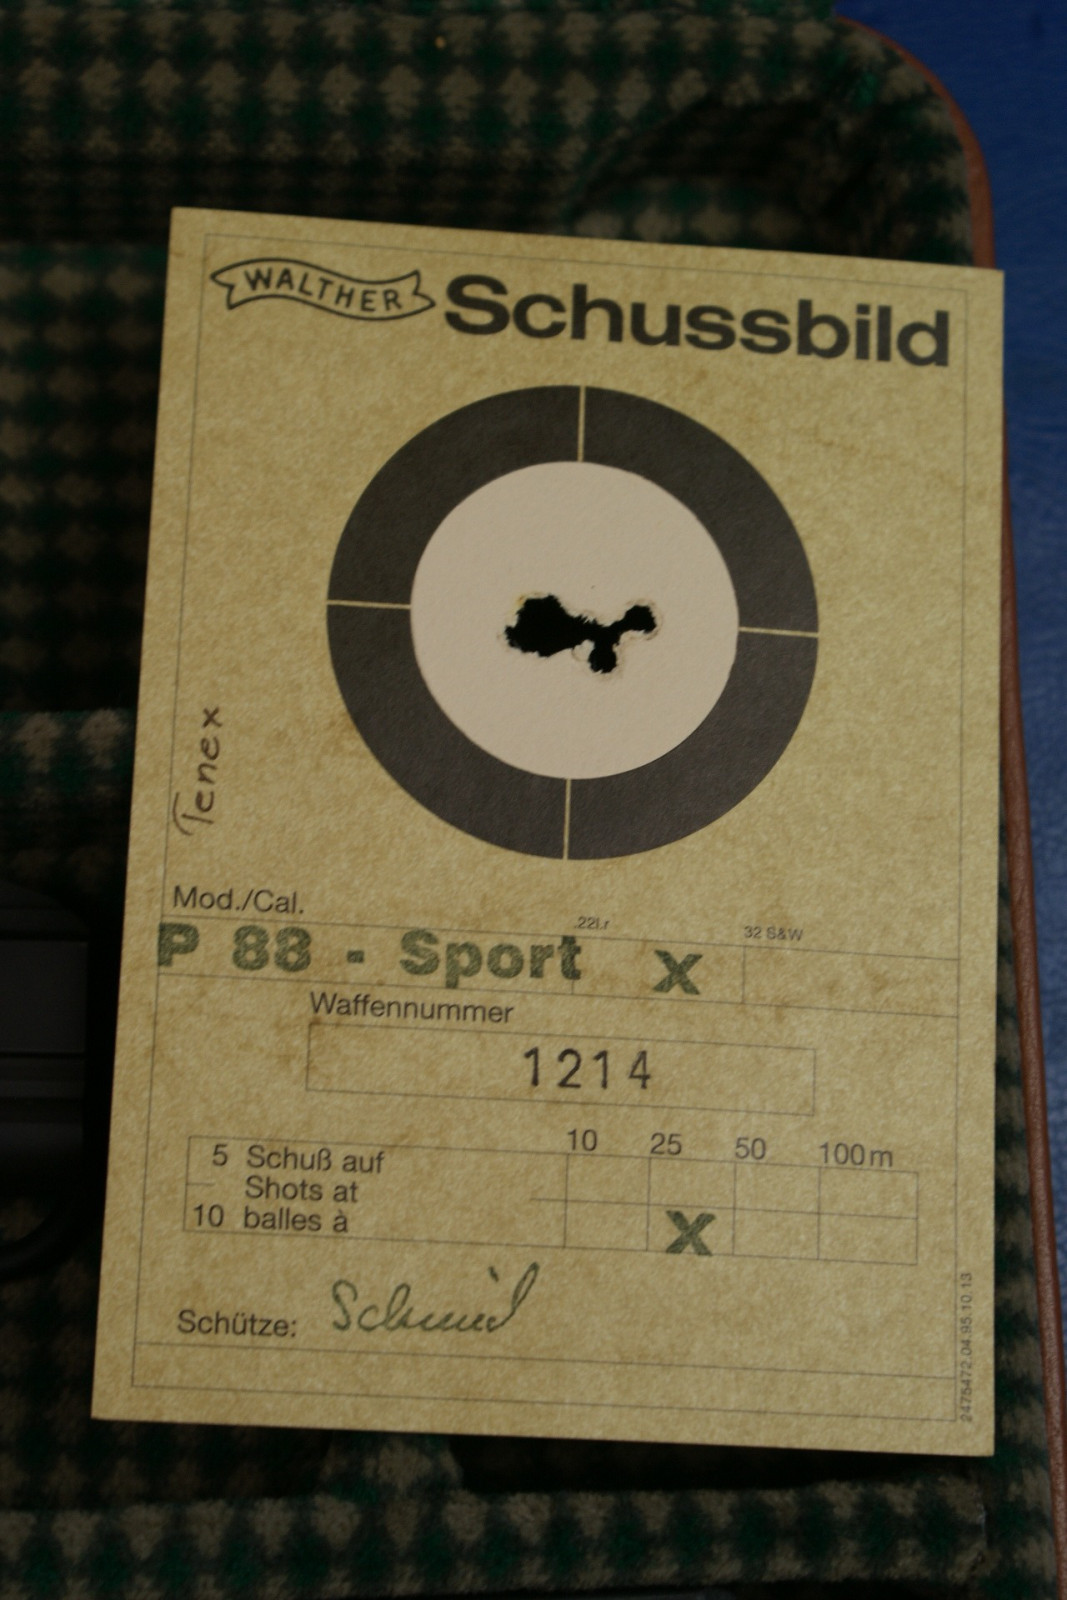 WALTHER Schussbild
Tenex
Mod./Cal.
.22l.r 32 S&W
P 88 - Sport X
Waffennummer
1214
10 25 50 100m
5 Schuß auf
Shots at
10 balles à X
Schütze: Schmid
2475472.04.95.10.13